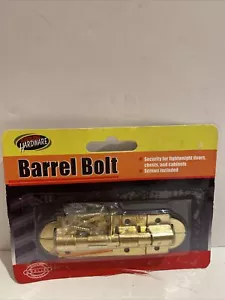 HARDWARE
Barrel Bolt
• Security for lightweight doors,
chests, and cabinets
• Screws included